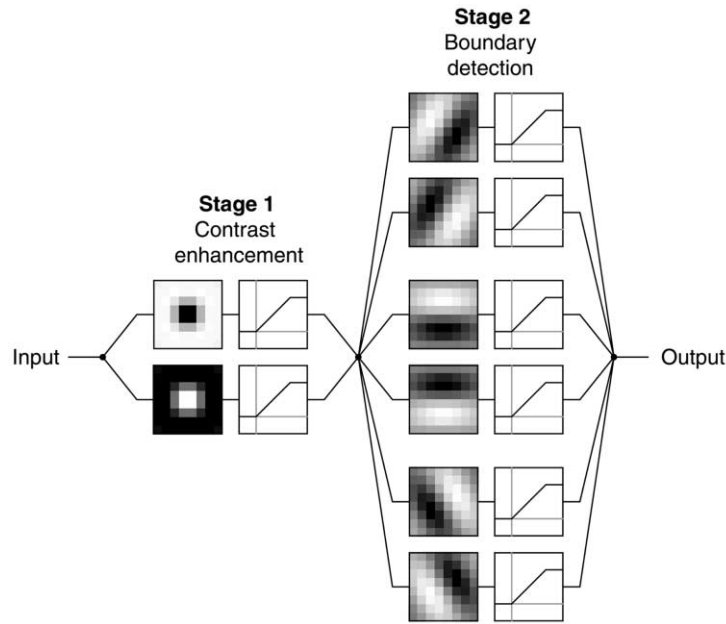 Stage 2
Boundary
detection
Stage 1
Contrast
enhancement
Input
Output